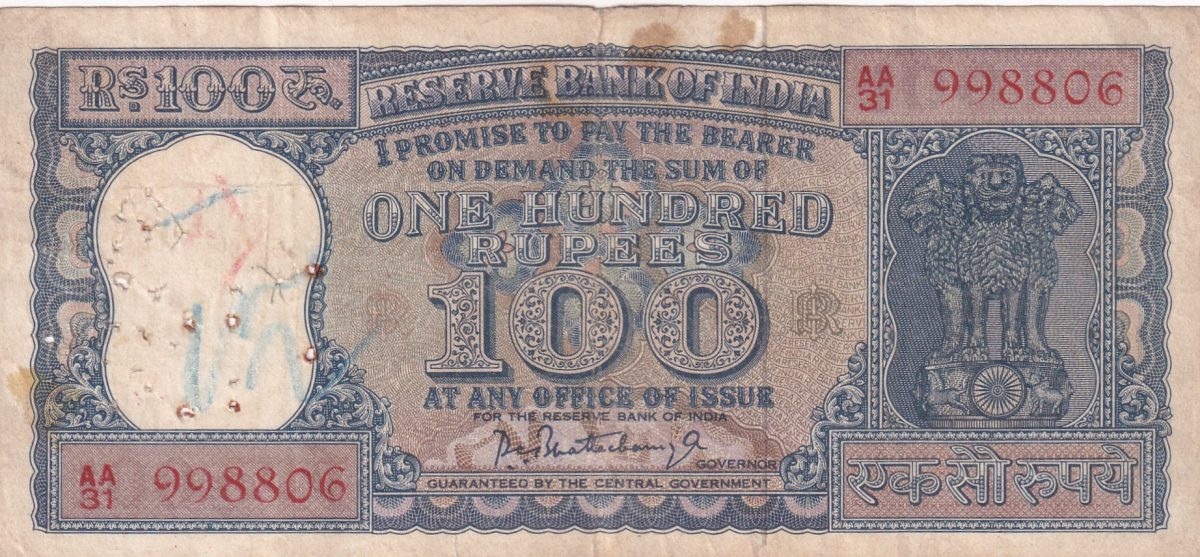 RS. 100 रू.
RESERVE BANK OF INDIA
AA
31 998806
I PROMISE TO PAY THE BEARER
ON DEMAND THE SUM OF
ONE HUNDRED
RUPEES
100
AT ANY OFFICE OF ISSUE
FOR THE RESERVE BANK OF INDIA
GOVERNOR
GUARANTEED BY THE CENTRAL GOVERNMENT
AA
31 998806
एक सौ रुपये